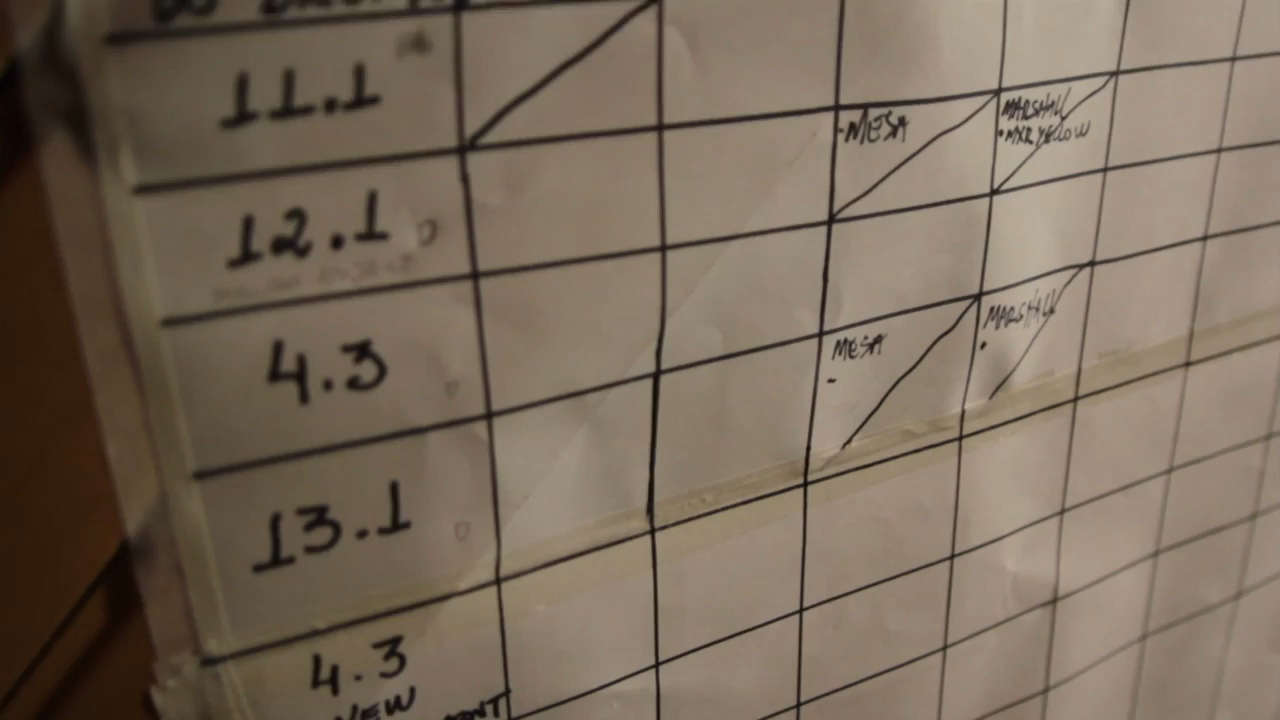 11.1
12.1
MESA
MARSHALL
MXR YELLOW
4.3
MESA
MARSHALL
13.1
4.3
NEW